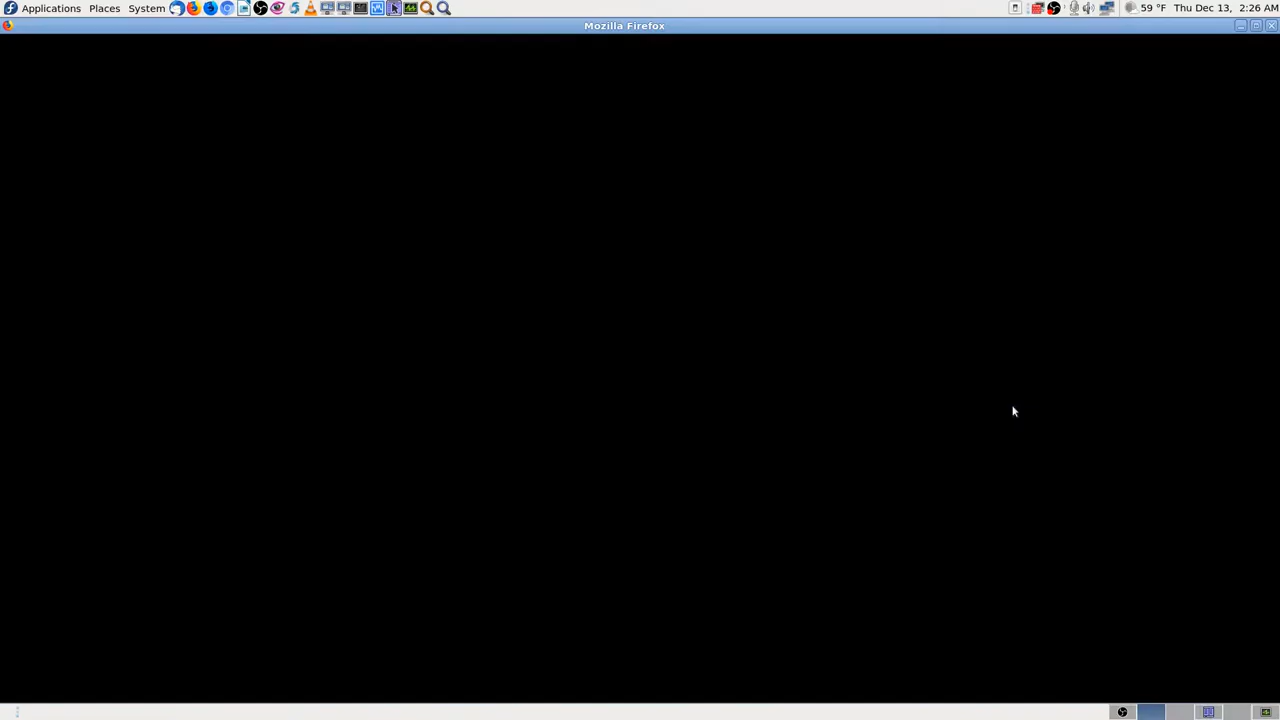 Applications Places System 59 °F Thu Dec 13, 2:26 AM
Mozilla Firefox